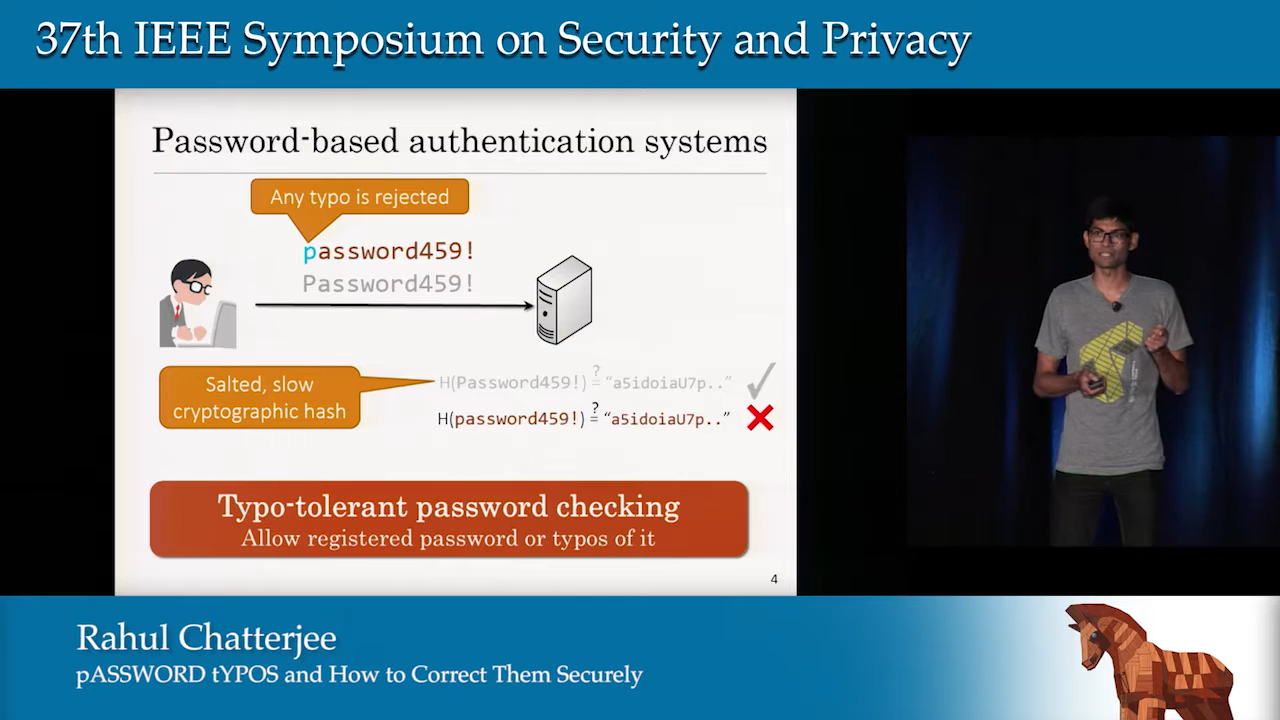 37th IEEE Symposium on Security and Privacy
Password-based authentication systems
Any typo is rejected
password459!
Password459!
Salted, slow
cryptographic hash
H(Password459!) ≟ “a5idoiaU7p..”
H(password459!) ≟ “a5idoiaU7p..”
Typo-tolerant password checking
Allow registered password or typos of it
4
Rahul Chatterjee
pASSWORD tYPOS and How to Correct Them Securely